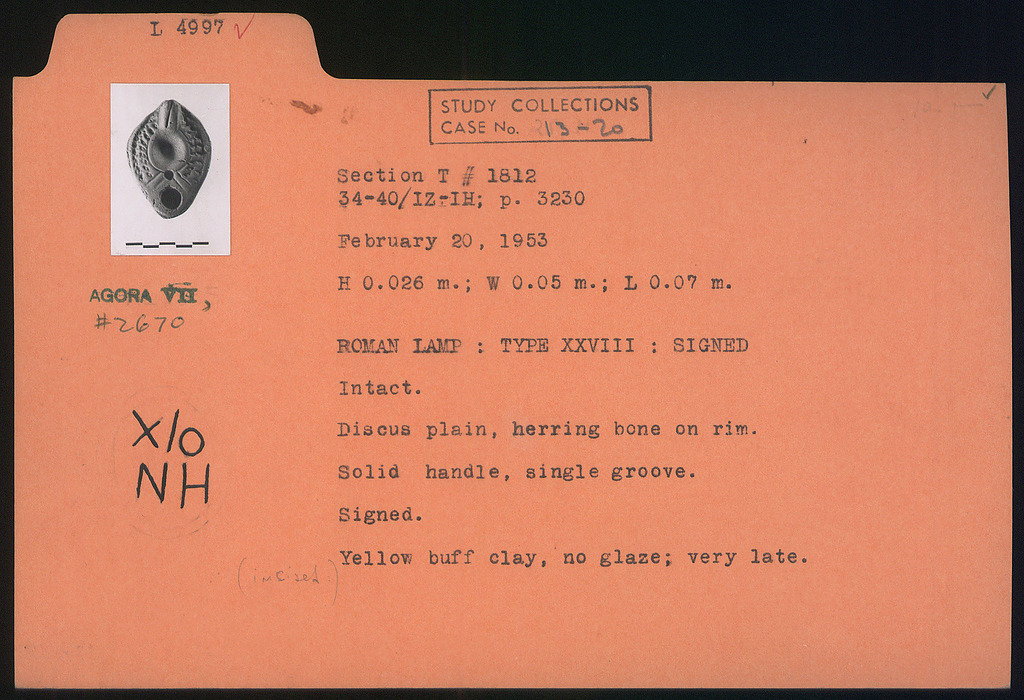 L 4997 ✓
STUDY COLLECTIONS
CASE No. 13-20
Section T # 1812
34-40/IZ-IH; p. 3230
February 20, 1953
H 0.026 m.; W 0.05 m.; L 0.07 m.
AGORA VII,
#2670
ROMAN LAMP : TYPE XXVIII : SIGNED
Intact.
Discus plain, herring bone on rim.
Solid handle, single groove.
Signed.
Yellow buff clay, no glaze; very late.
XIO
NH
(incised)